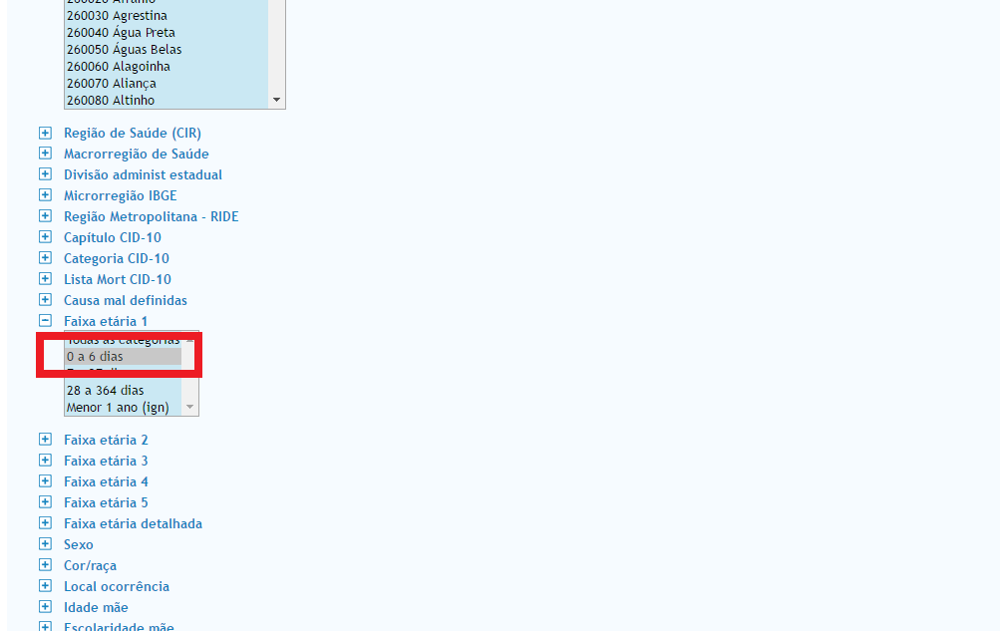 260020 Afrânio
260030 Agrestina
260040 Água Preta
260050 Águas Belas
260060 Alagoinha
260070 Aliança
260080 Altinho
Região de Saúde (CIR)
Macrorregião de Saúde
Divisão administ estadual
Microrregião IBGE
Região Metropolitana - RIDE
Capítulo CID-10
Categoria CID-10
Lista Mort CID-10
Causa mal definidas
Faixa etária 1
Todas as categorias
0 a 6 dias
28 a 364 dias
Menor 1 ano (ign)
Faixa etária 2
Faixa etária 3
Faixa etária 4
Faixa etária 5
Faixa etária detalhada
Sexo
Cor/raça
Local ocorrência
Idade mãe
Escolaridade mãe